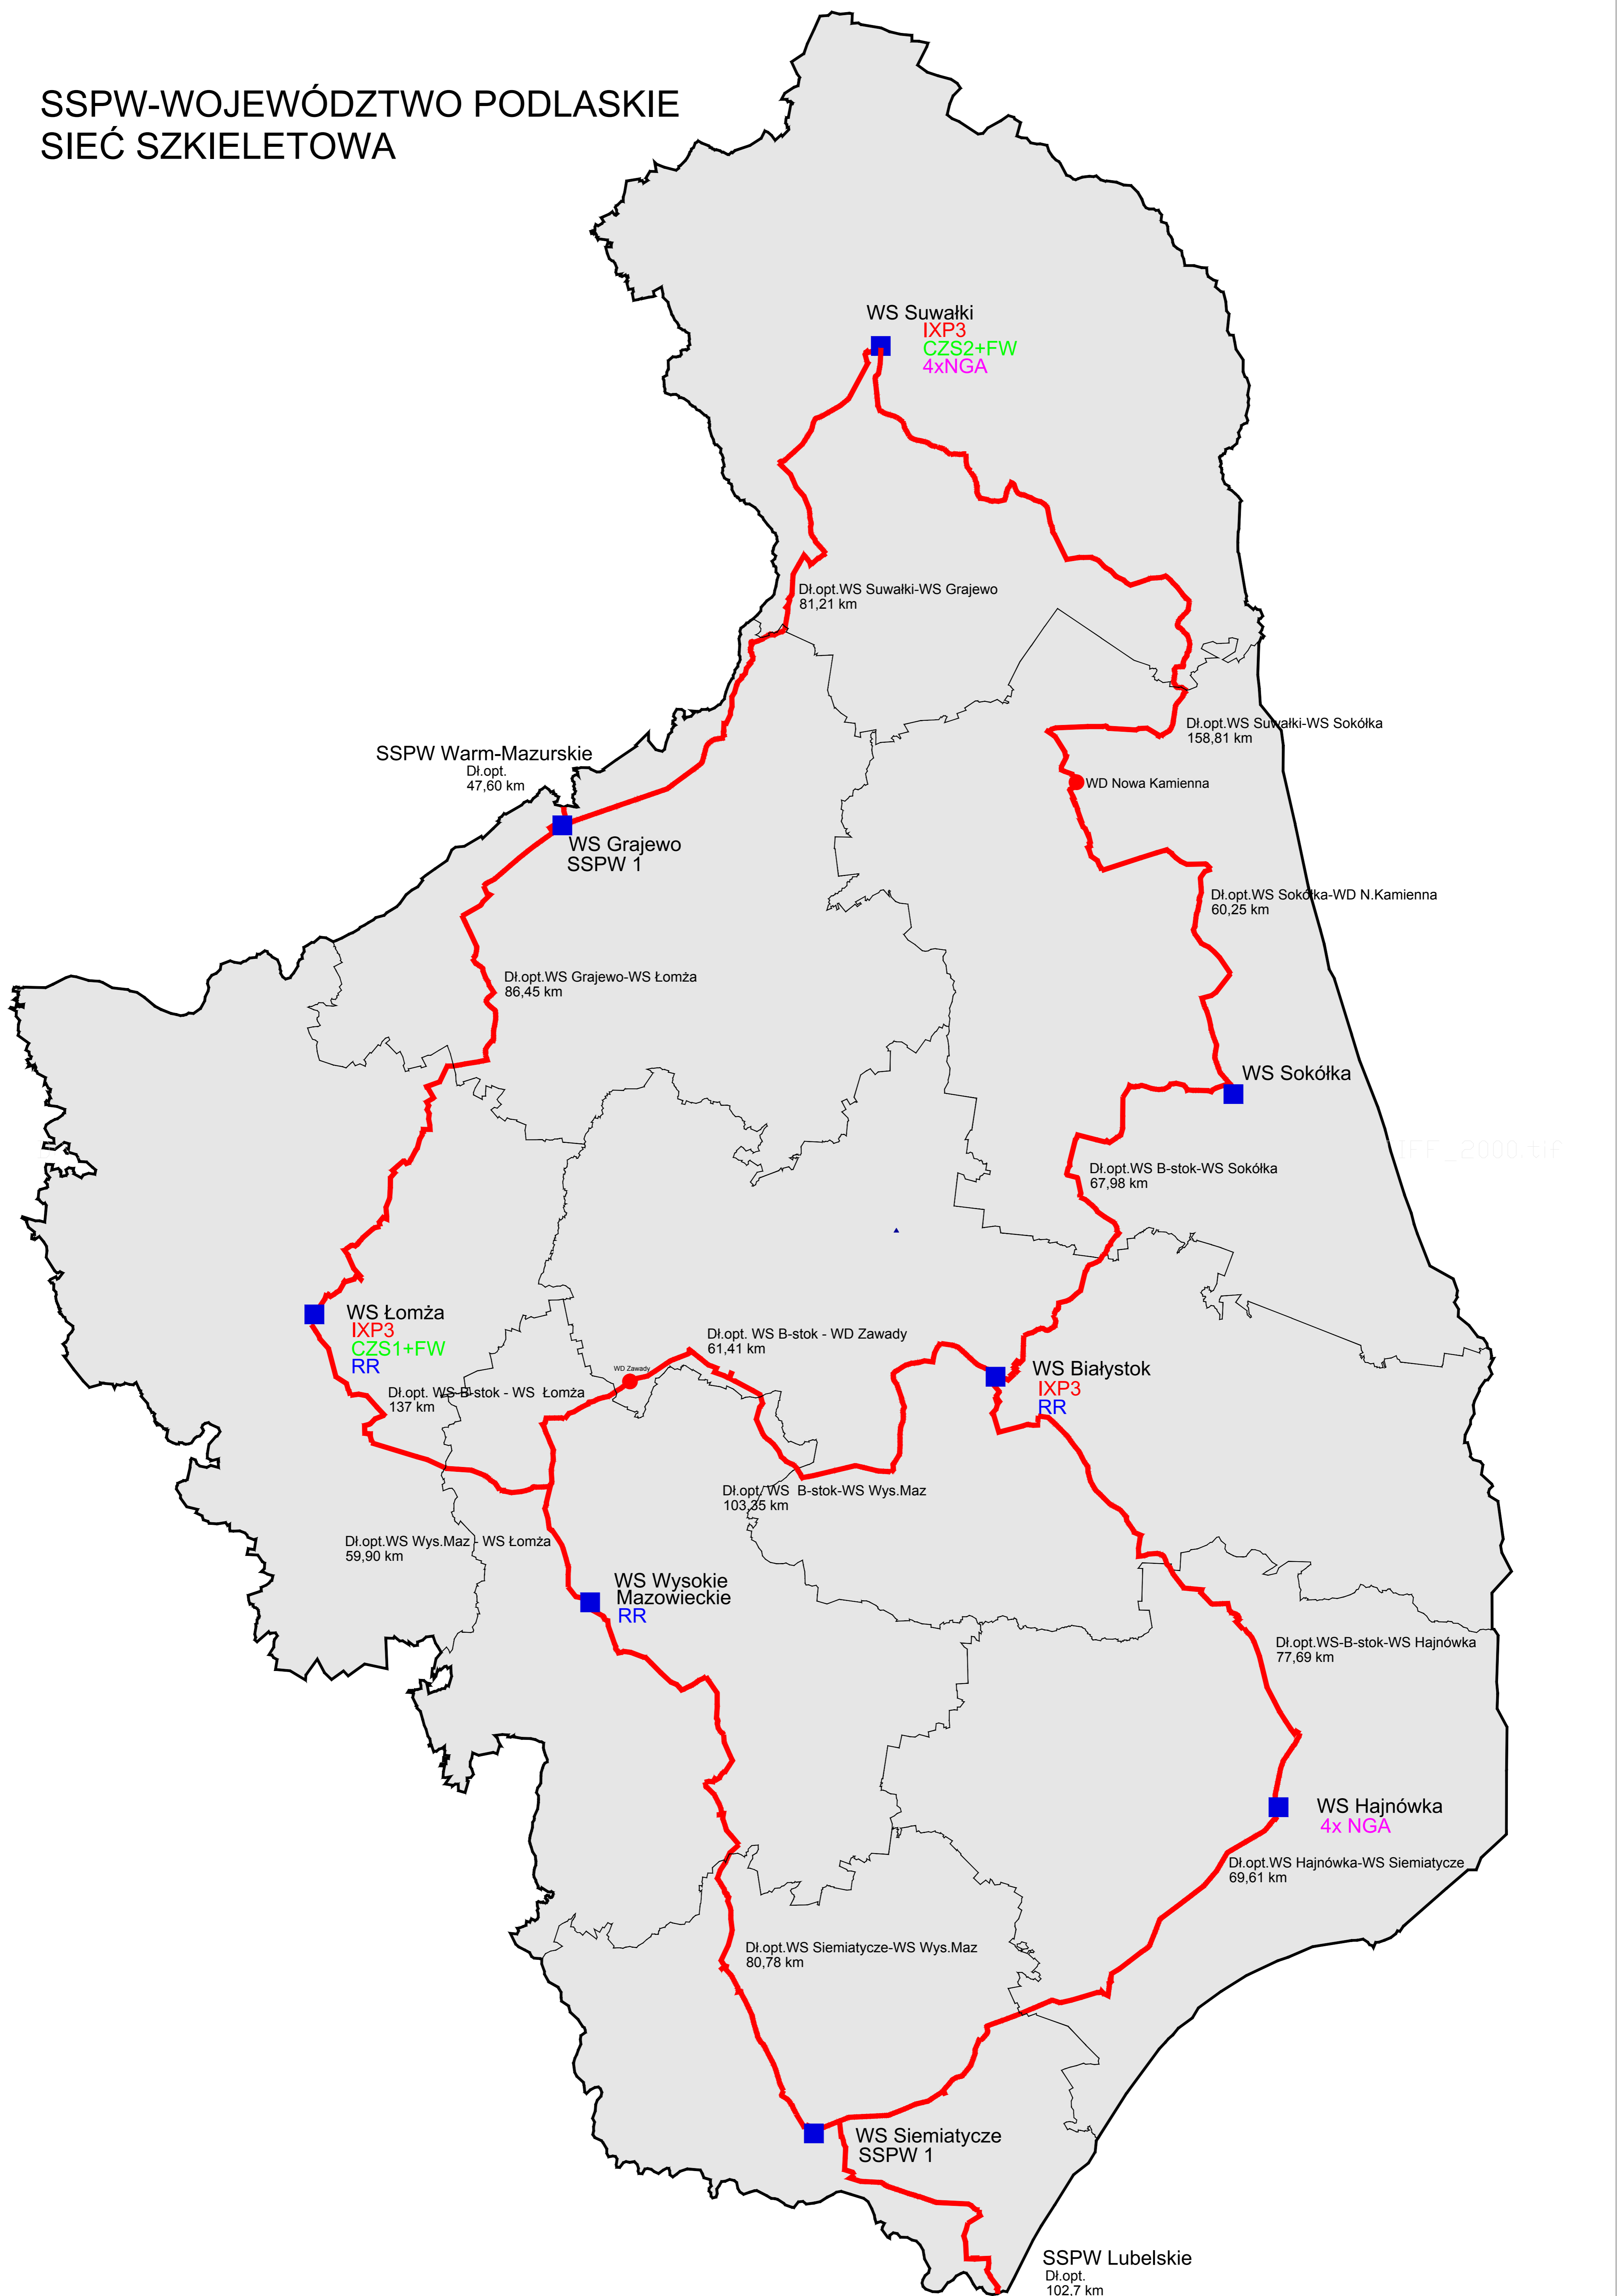 SSPW-WOJEWÓDZTWO PODLASKIE
SIEĆ SZKIELETOWA
WS Suwałki
IXP3
CZS2+FW
4xNGA
Dł.opt.WS Suwałki-WS Grajewo
81,21 km
Dł.opt.WS Suwałki-WS Sokółka
158,81 km
SSPW Warm-Mazurskie
Dł.opt.
47,60 km
WD Nowa Kamienna
WS Grajewo
SSPW 1
Dł.opt.WS Sokółka-WD N.Kamienna
60,25 km
Dł.opt.WS Grajewo-WS Łomża
86,45 km
WS Sokółka
IFF_2000.tif
Dł.opt.WS B-stok-WS Sokółka
67,98 km
WS Łomża
IXP3
CZS1+FW
RR
Dł.opt. WS B-stok - WD Zawady
61,41 km
WD Zawady
WS Białystok
IXP3
RR
Dł.opt. WS B-stok - WS Łomża
137 km
Dł.opt. WS B-stok-WS Wys.Maz
103,35 km
Dł.opt.WS Wys.Maz - WS Łomża
59,90 km
WS Wysokie
Mazowieckie
RR
Dł.opt.WS-B-stok-WS Hajnówka
77,69 km
WS Hajnówka
4x NGA
Dł.opt.WS Hajnówka-WS Siemiatycze
69,61 km
Dł.opt.WS Siemiatycze-WS Wys.Maz
80,78 km
WS Siemiatycze
SSPW 1
SSPW Lubelskie
Dł.opt.
102,7 km